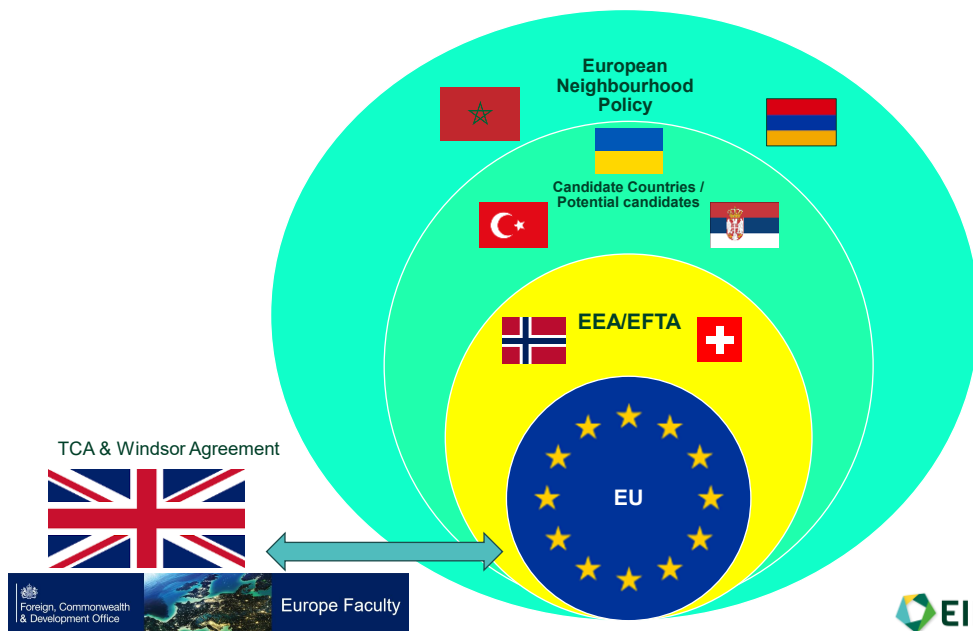 European
Neighbourhood
Policy
Candidate Countries /
Potential candidates
EEA/EFTA
EU
TCA & Windsor Agreement
Foreign, Commonwealth
& Development Office
Europe Faculty
EI